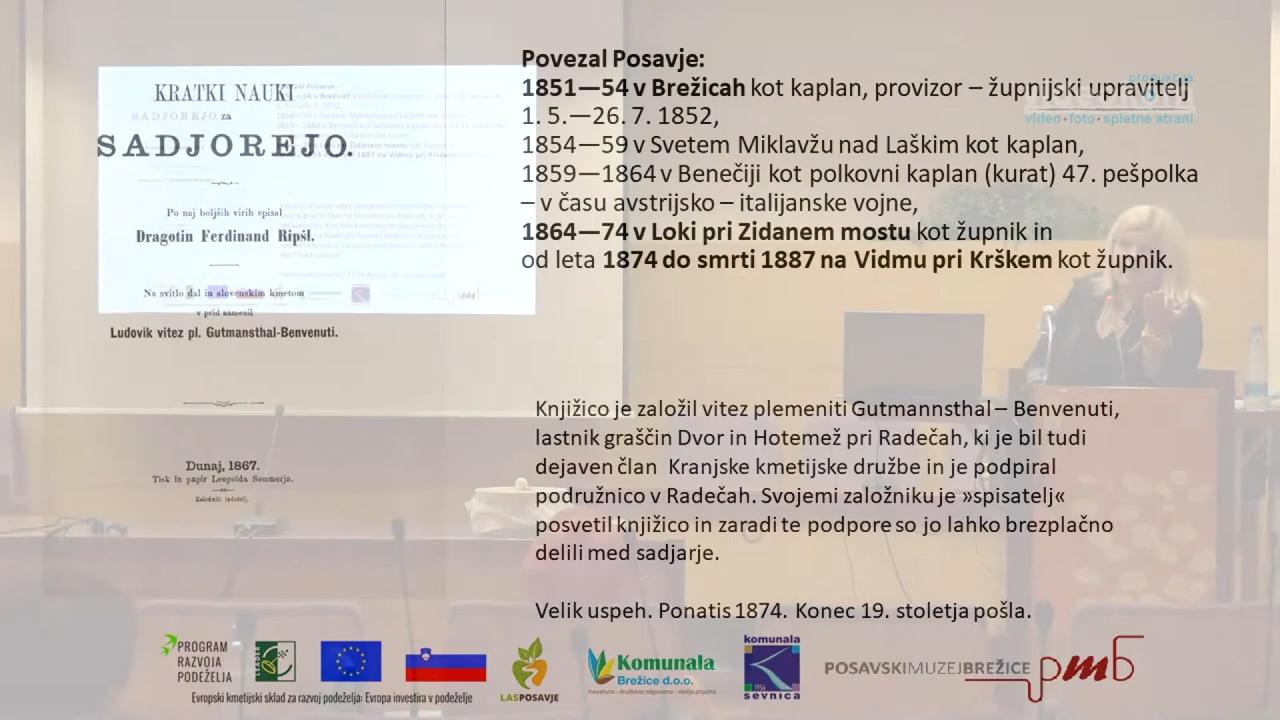 KRATKI NAUKI
za
SADJOREJO.
Po naj boljših virih spisal
Dragotin Ferdinand Ripšl.
Na svitlo dal in slovenskim kmetom
v prid namenil
Ludovik vitez pl. Gutmansthal-Benvenuti.
Dunaj, 1867.
Tisk in papir Leopolda Sommerja.
Povezal Posavje:
1851—54 v Brežicah kot kaplan, provizor – župnijski upravitelj
1. 5.—26. 7. 1852,
1854—59 v Svetem Miklavžu nad Laškim kot kaplan,
1859—1864 v Benečiji kot polkovni kaplan (kurat) 47. pešpolka
– v času avstrijsko – italijanske vojne,
1864—74 v Loki pri Zidanem mostu kot župnik in
od leta 1874 do smrti 1887 na Vidmu pri Krškem kot župnik.
video•foto•spletne strani
Knjižico je založil vitez plemeniti Gutmannsthal – Benvenuti,
lastnik graščin Dvor in Hotemež pri Radečah, ki je bil tudi
dejaven član Kranjske kmetijske družbe in je podpiral
podružnico v Radečah. Svojemi založniku je »spisatelj«
posvetil knjižico in zaradi te podpore so jo lahko brezplačno
delili med sadjarje.
Velik uspeh. Ponatis 1874. Konec 19. stoletja pošla.
PROGRAM
RAZVOJA
PODEŽELJA
LEADER
Evropski kmetijski sklad za razvoj podeželja: Evropa investira v podeželje
LASPOSAVJE
Komunala
Brežice d.o.o.
komunala
sevnica
POSAVSKIMUZEJBREŽICE
pmb